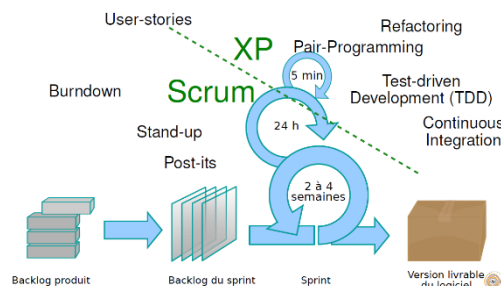 User-stories
Refactoring
XP
Pair-Programming
5 min
Burndown
Scrum
Test-driven
Development (TDD)
24 h
Continuous
Integration
Stand-up
Post-its
2 à 4
semaines
Backlog produit
Backlog du sprint
Sprint
Version livrable
du logiciel